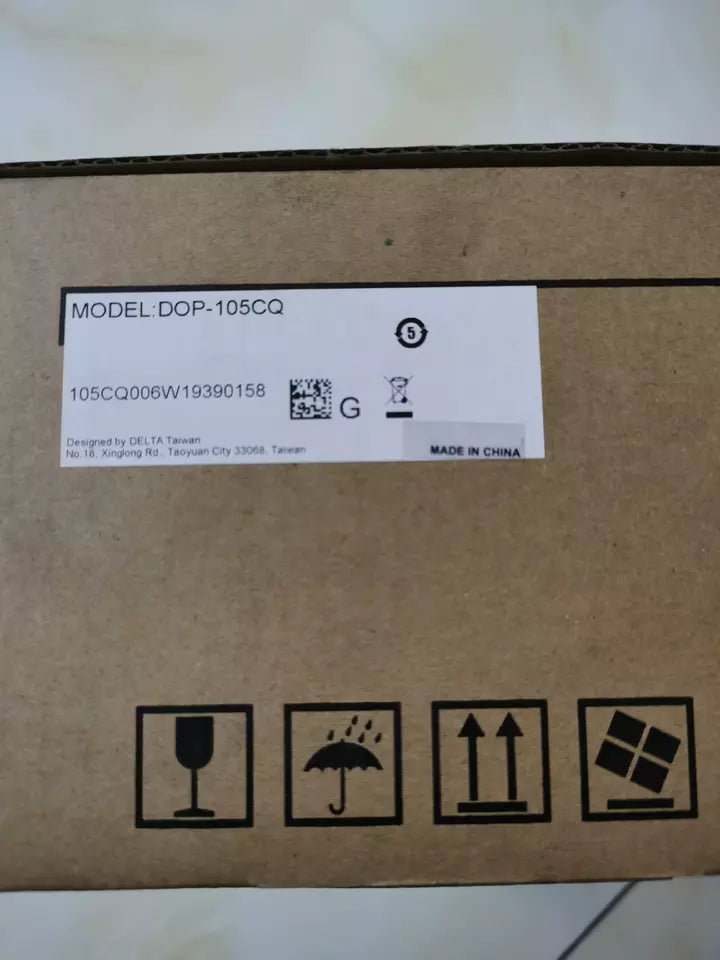 MODEL:DOP-105CQ
5
105CQ006W19390158
G
Designed by DELTA Taiwan
No.18, Xinglong Rd., Taoyuan City 33068, Taiwan
MADE IN CHINA